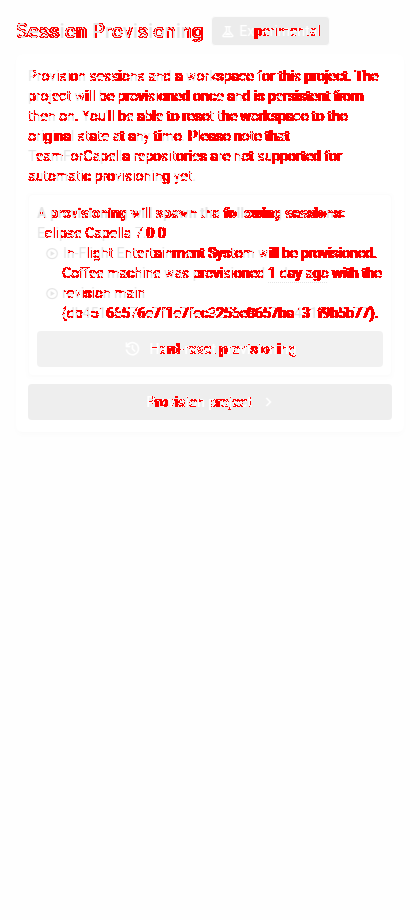 Session Provisioning Experimental
Provision sessions and a workspace for this project. The
project will be provisioned once and is persistent from
then on. You'll be able to reset the workspace to the
original state at any time. Please note that
TeamForCapella repositories are not supported for
automatic provisioning yet.
A provisioning will spawn the following sessions:
Eclipse Capella 7.0.0
In-Flight Entertainment System will be provisioned.
Coffee machine was provisioned 1 day ago with the
revision main
provisioning
Provision project